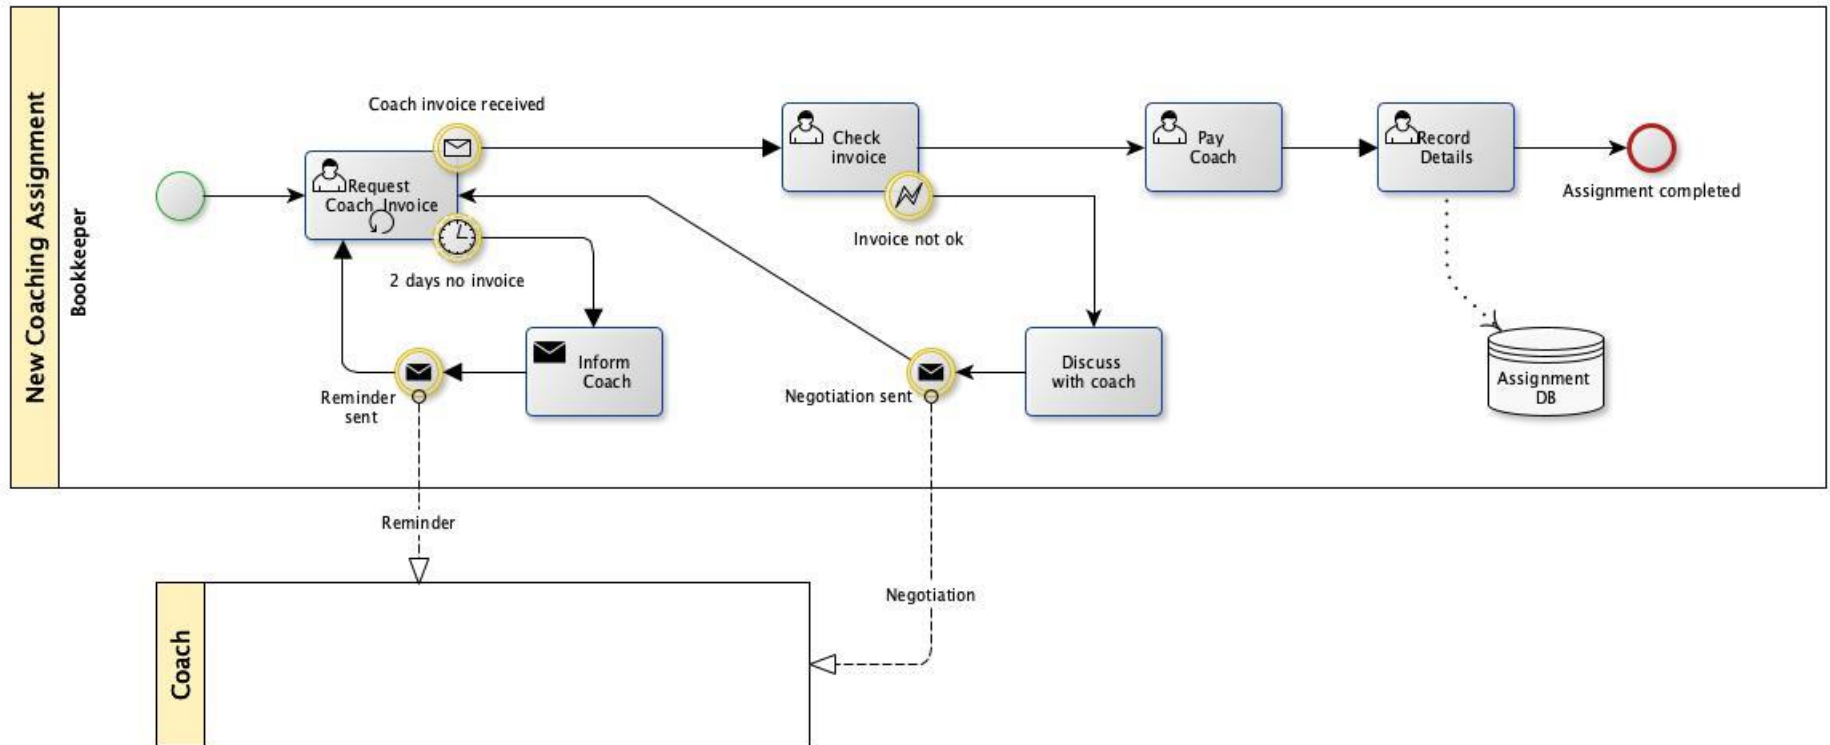 New Coaching Assignment
Bookkeeper
Coach invoice received
Request
Coach Invoice
2 days no invoice
Inform
Coach
Reminder
sent
Check
invoice
Invoice not ok
Discuss
with coach
Negotiation sent
Pay
Coach
Record
Details
Assignment completed
Assignment
DB
Reminder
Negotiation
Coach